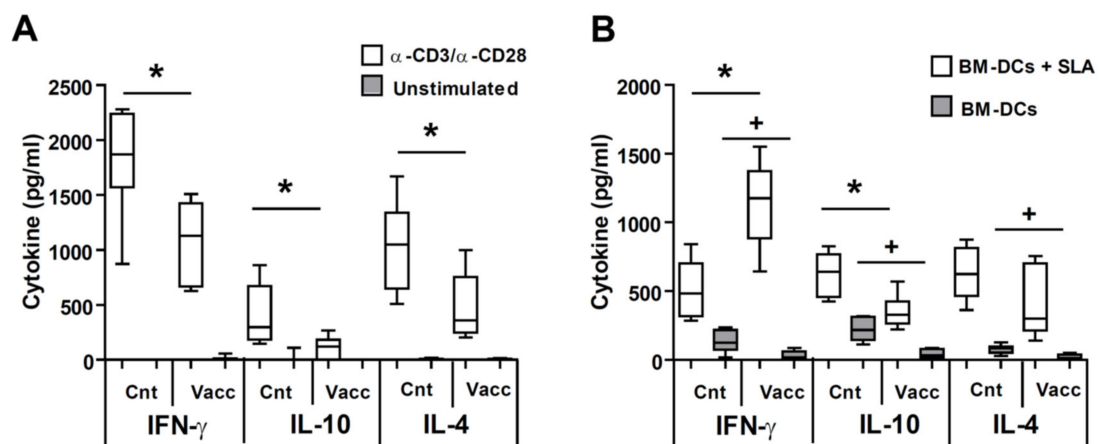 A
α-CD3/α-CD28
Unstimulated
Cytokine (pg/ml)
2500
2000
1500
1000
500
0
*
*
*
Cnt Vacc Cnt Vacc Cnt Vacc
IFN-γ IL-10 IL-4
B
BM-DCs + SLA
BM-DCs
Cytokine (pg/ml)
2000
1500
1000
500
0
*
+
*
+
+
Cnt Vacc Cnt Vacc Cnt Vacc
IFN-γ IL-10 IL-4